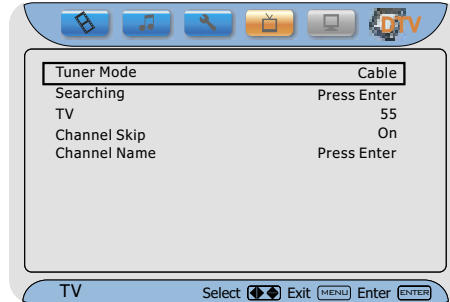 DTV
Tuner Mode Cable
Searching Press Enter
TV 55
Channel Skip On
Channel Name Press Enter
TV Select Exit MENU Enter ENTER